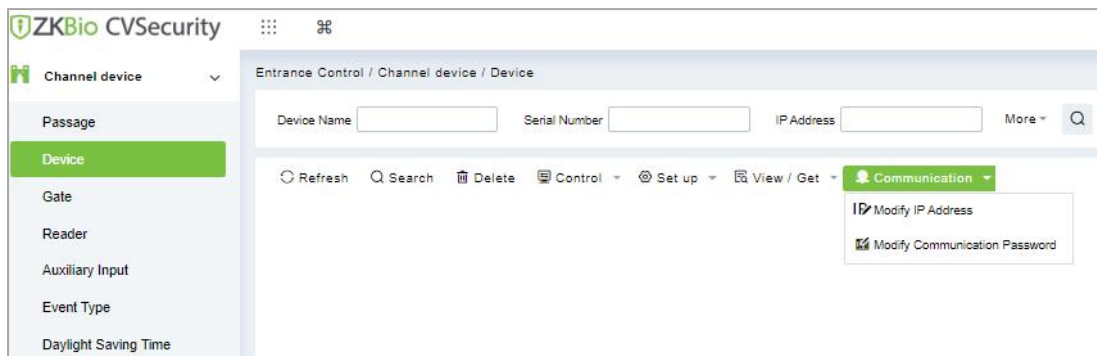 ZKBio CVSecurity
Channel device
Entrance Control / Channel device / Device
Passage
Device
Gate
Reader
Auxiliary Input
Event Type
Daylight Saving Time
Device Name Serial Number IP Address More
Refresh Search Delete Control Set up View / Get Communication
Modify IP Address
Modify Communication Password